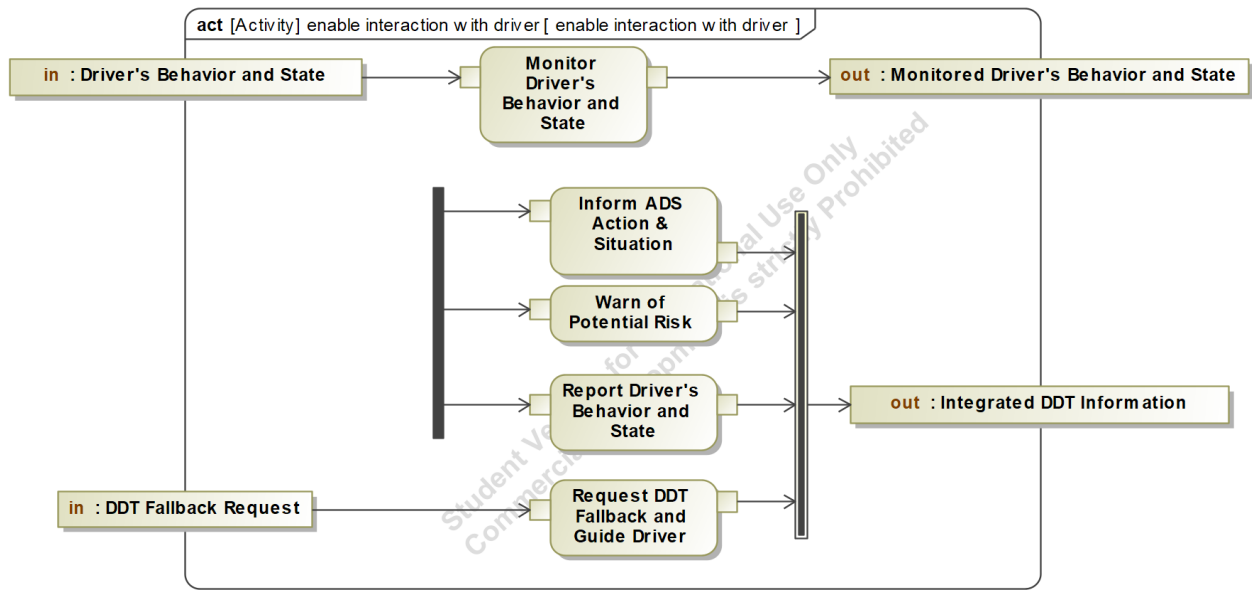 act [Activity] enable interaction with driver [ enable interaction with driver ]
in : Driver's Behavior and State
Monitor
Driver's
Behavior and
State
out : Monitored Driver's Behavior and State
Inform ADS
Action &
Situation
Warn of
Potential Risk
Report Driver's
Behavior and
State
out : Integrated DDT Information
in : DDT Fallback Request
Request DDT
Fallback and
Guide Driver